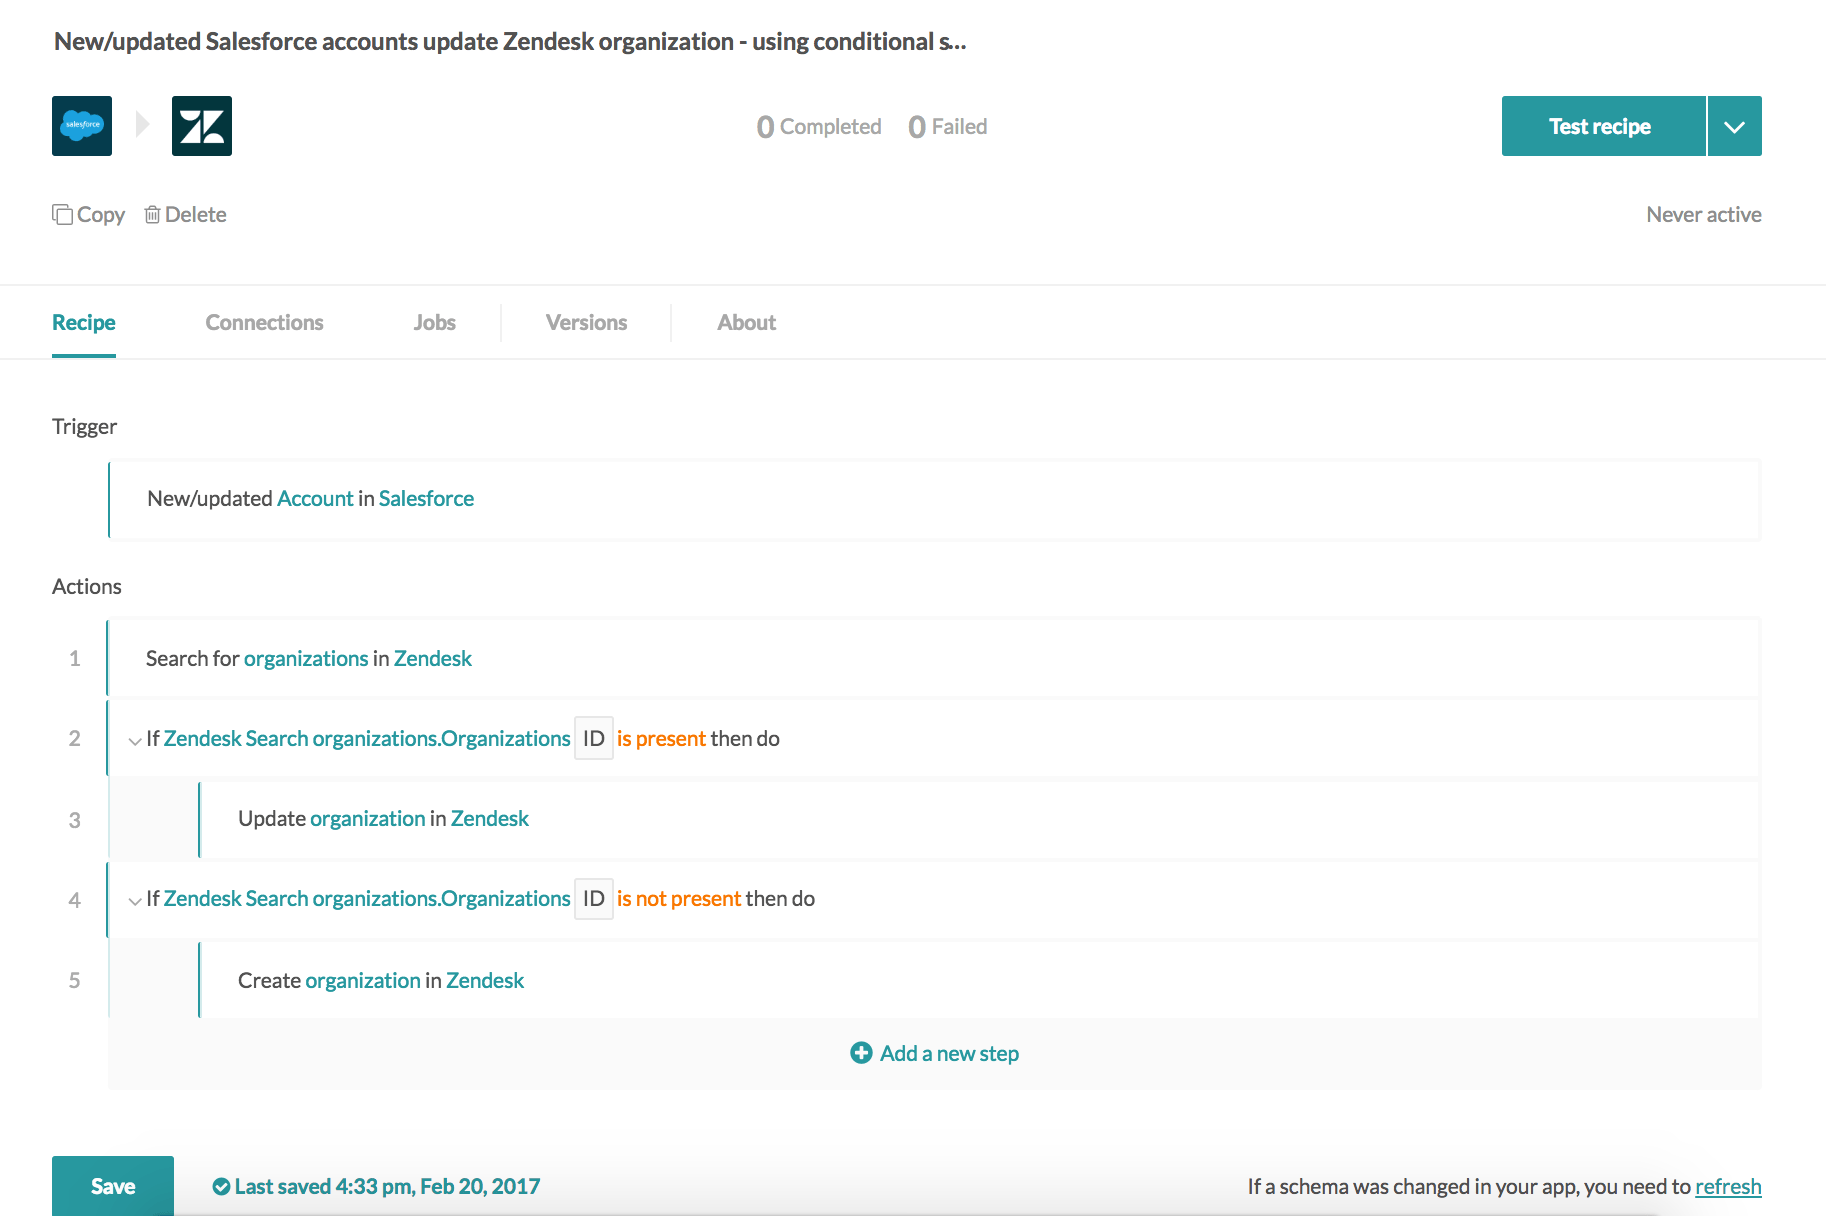 New/updated Salesforce accounts update Zendesk organization - using conditional s...
salesforce
0 Completed 0 Failed
Test recipe
Copy Delete
Never active
Recipe Connections Jobs Versions About
Trigger
New/updated Account in Salesforce
Actions
1 Search for organizations in Zendesk
2 If Zendesk Search organizations.Organizations ID is present then do
3 Update organization in Zendesk
4 If Zendesk Search organizations.Organizations ID is not present then do
5 Create organization in Zendesk
Add a new step
Save Last saved 4:33 pm, Feb 20, 2017 If a schema was changed in your app, you need to refresh